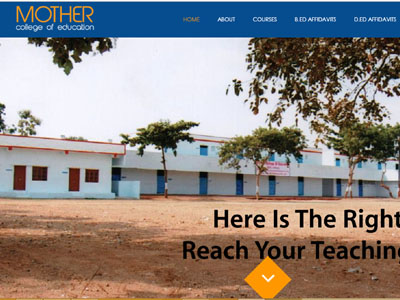 MOTHER
college of education
HOME ABOUT COURSES B.ED AFFIDAVITS D.ED AFFIDAVITS
Here Is The Right
Reach Your Teaching